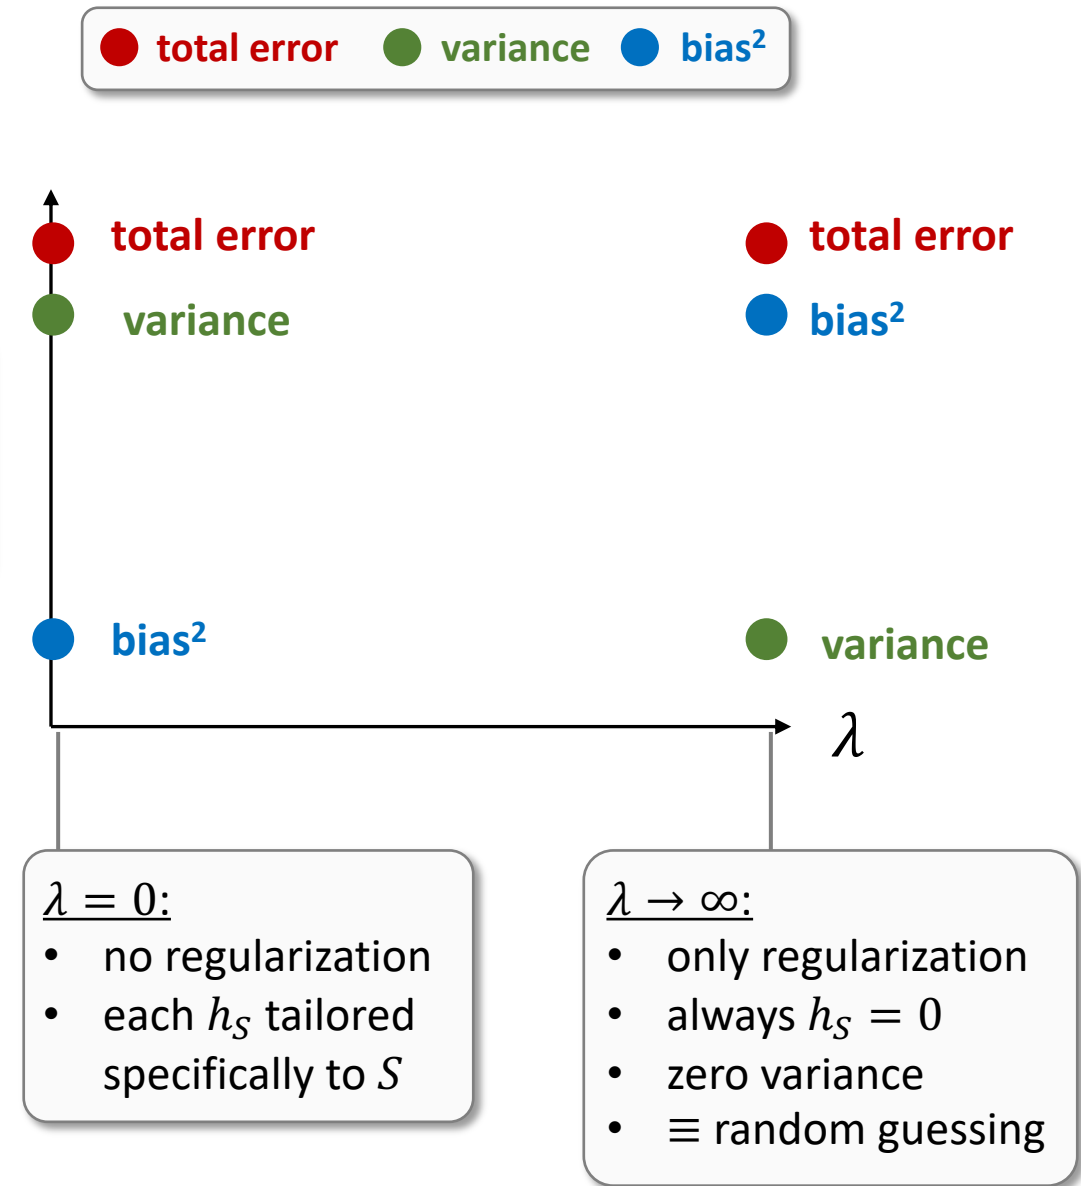 total error variance bias²
total error total error
variance bias²
bias² variance
λ
λ = 0:
• no regularization
• each h_S tailored
specifically to S
λ → ∞:
• only regularization
• always h_S = 0
• zero variance
• ≡ random guessing